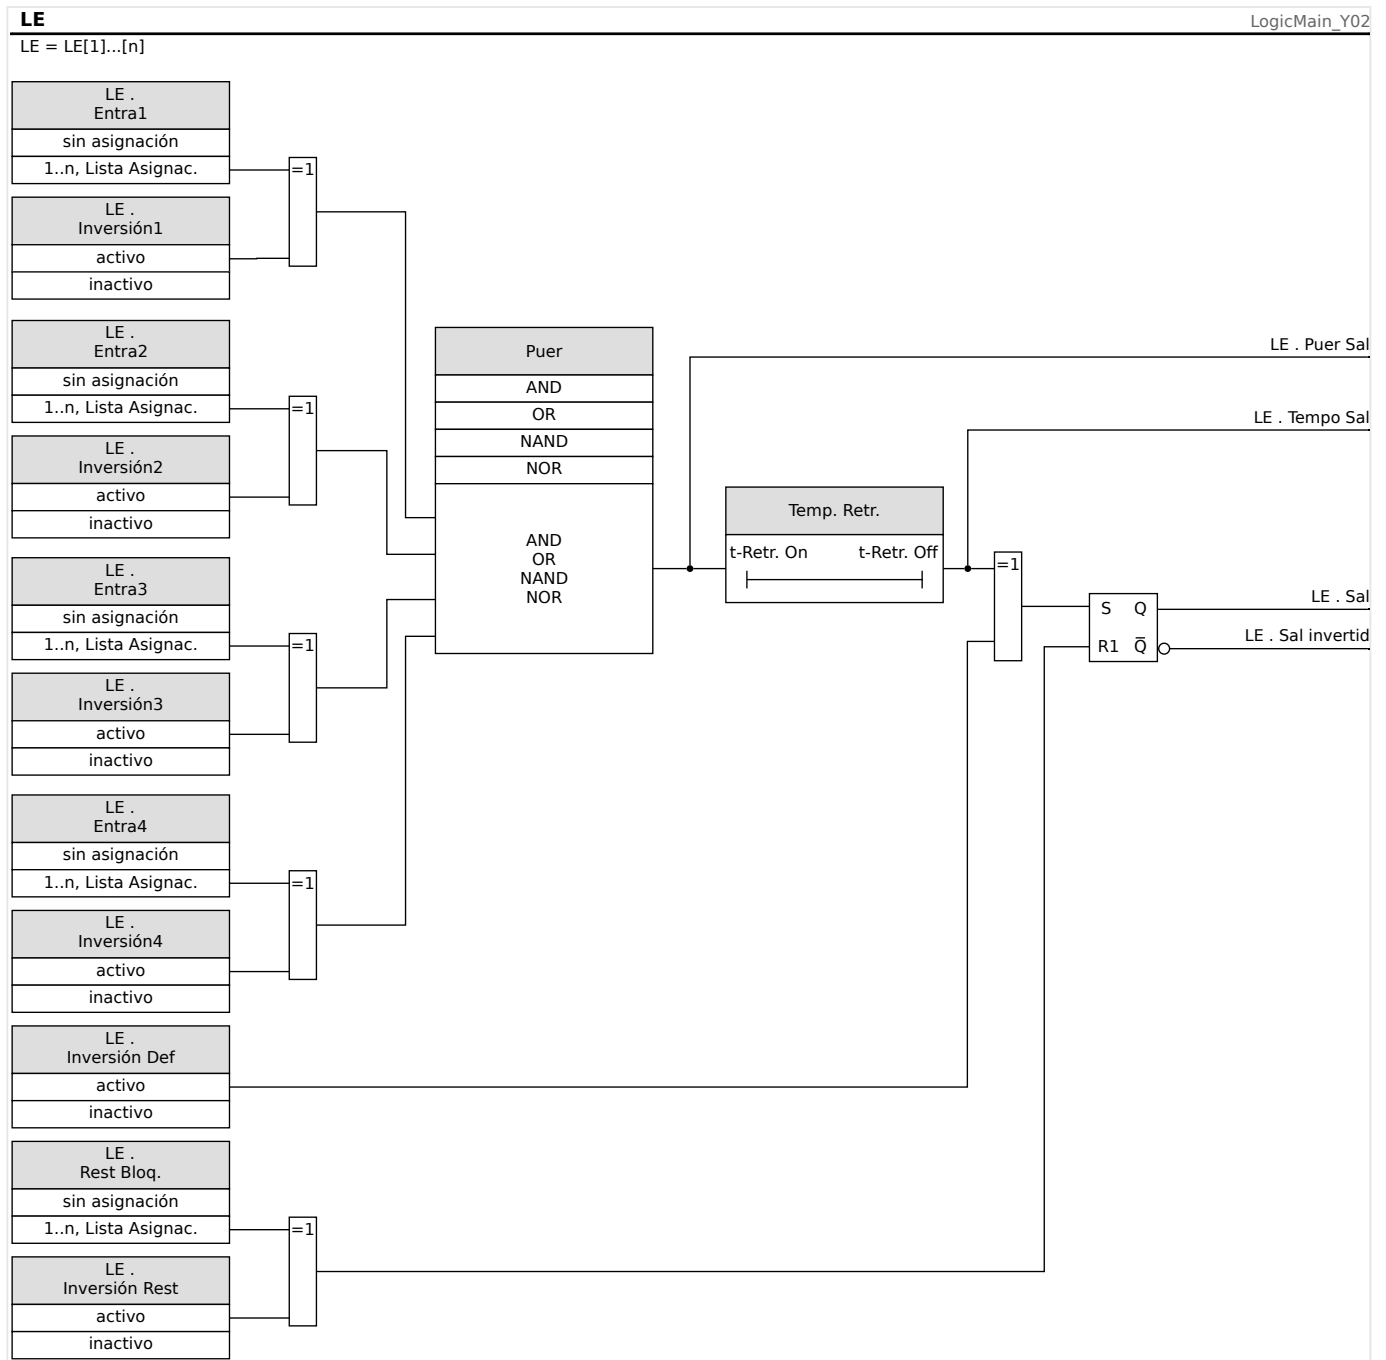 LE
LogicMain_Y02
LE = LE[1]...[n]
LE .
Entra1
sin asignación
1..n, Lista Asignac.
=1
LE .
Inversión1
activo
inactivo
LE .
Entra2
sin asignación
1..n, Lista Asignac.
=1
LE .
Inversión2
activo
inactivo
LE .
Entra3
sin asignación
1..n, Lista Asignac.
=1
LE .
Inversión3
activo
inactivo
LE .
Entra4
sin asignación
1..n, Lista Asignac.
=1
LE .
Inversión4
activo
inactivo
LE .
Inversión Def
activo
inactivo
LE .
Rest Bloq.
sin asignación
1..n, Lista Asignac.
=1
LE .
Inversión Rest
activo
inactivo
Puer
AND
OR
NAND
NOR
AND
OR
NAND
NOR
Temp. Retr.
t-Retr. On t-Retr. Off
=1
S Q
R1 Q̅
LE . Puer Sal
LE . Tempo Sal
LE . Sal
LE . Sal invertid